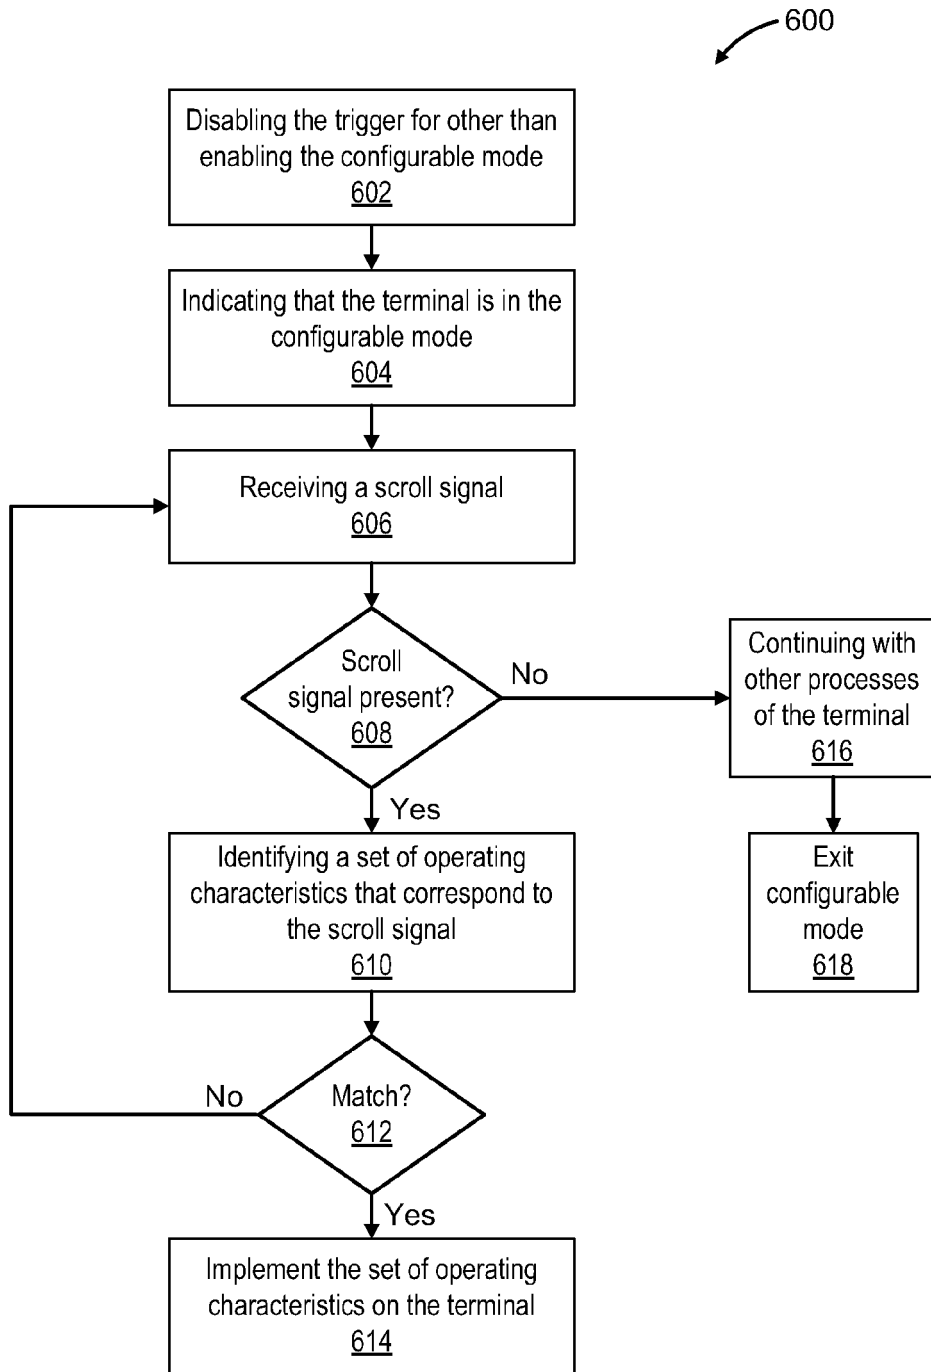 600
Disabling the trigger for other than
enabling the configurable mode
602
Indicating that the terminal is in the
configurable mode
604
Receiving a scroll signal
606
Scroll
signal present?
608
No
Continuing with
other processes
of the terminal
616
Yes
Identifying a set of operating
characteristics that correspond to
the scroll signal
610
Exit
configurable
mode
618
No
Match?
612
Yes
Implement the set of operating
characteristics on the terminal
614